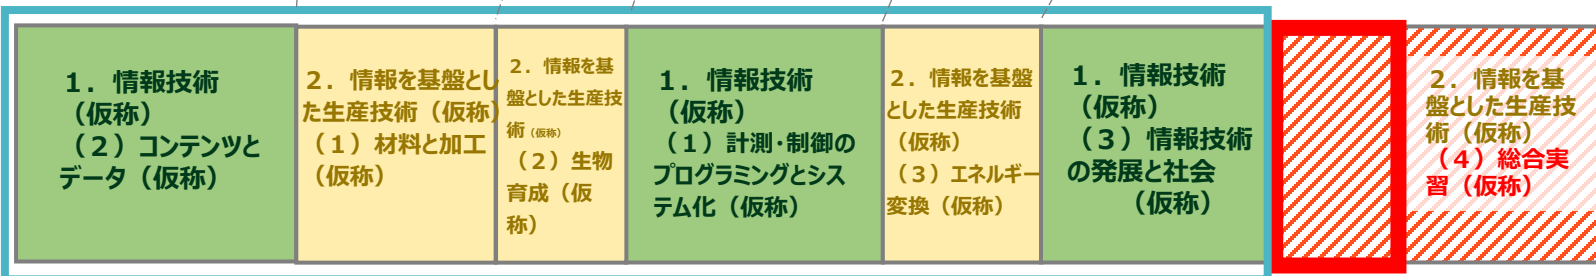 1. 情報技術
(仮称)
(2)コンテンツと
データ(仮称)
2. 情報を基盤とし
た生産技術(仮称)
(1)材料と加工
(仮称)
2. 情報を基
盤とした生産技
術(仮称)
(2)生物
育成(仮
称)
1. 情報技術
(仮称)
(1)計測・制御の
プログラミングとシス
テム化(仮称)
2. 情報を基盤
とした生産技術
(仮称)
(3)エネルギー
変換(仮称)
1. 情報技術
(仮称)
(3)情報技術
の発展と社会
(仮称)
2. 情報を基
盤とした生産技
術(仮称)
(4)総合実
習(仮称)